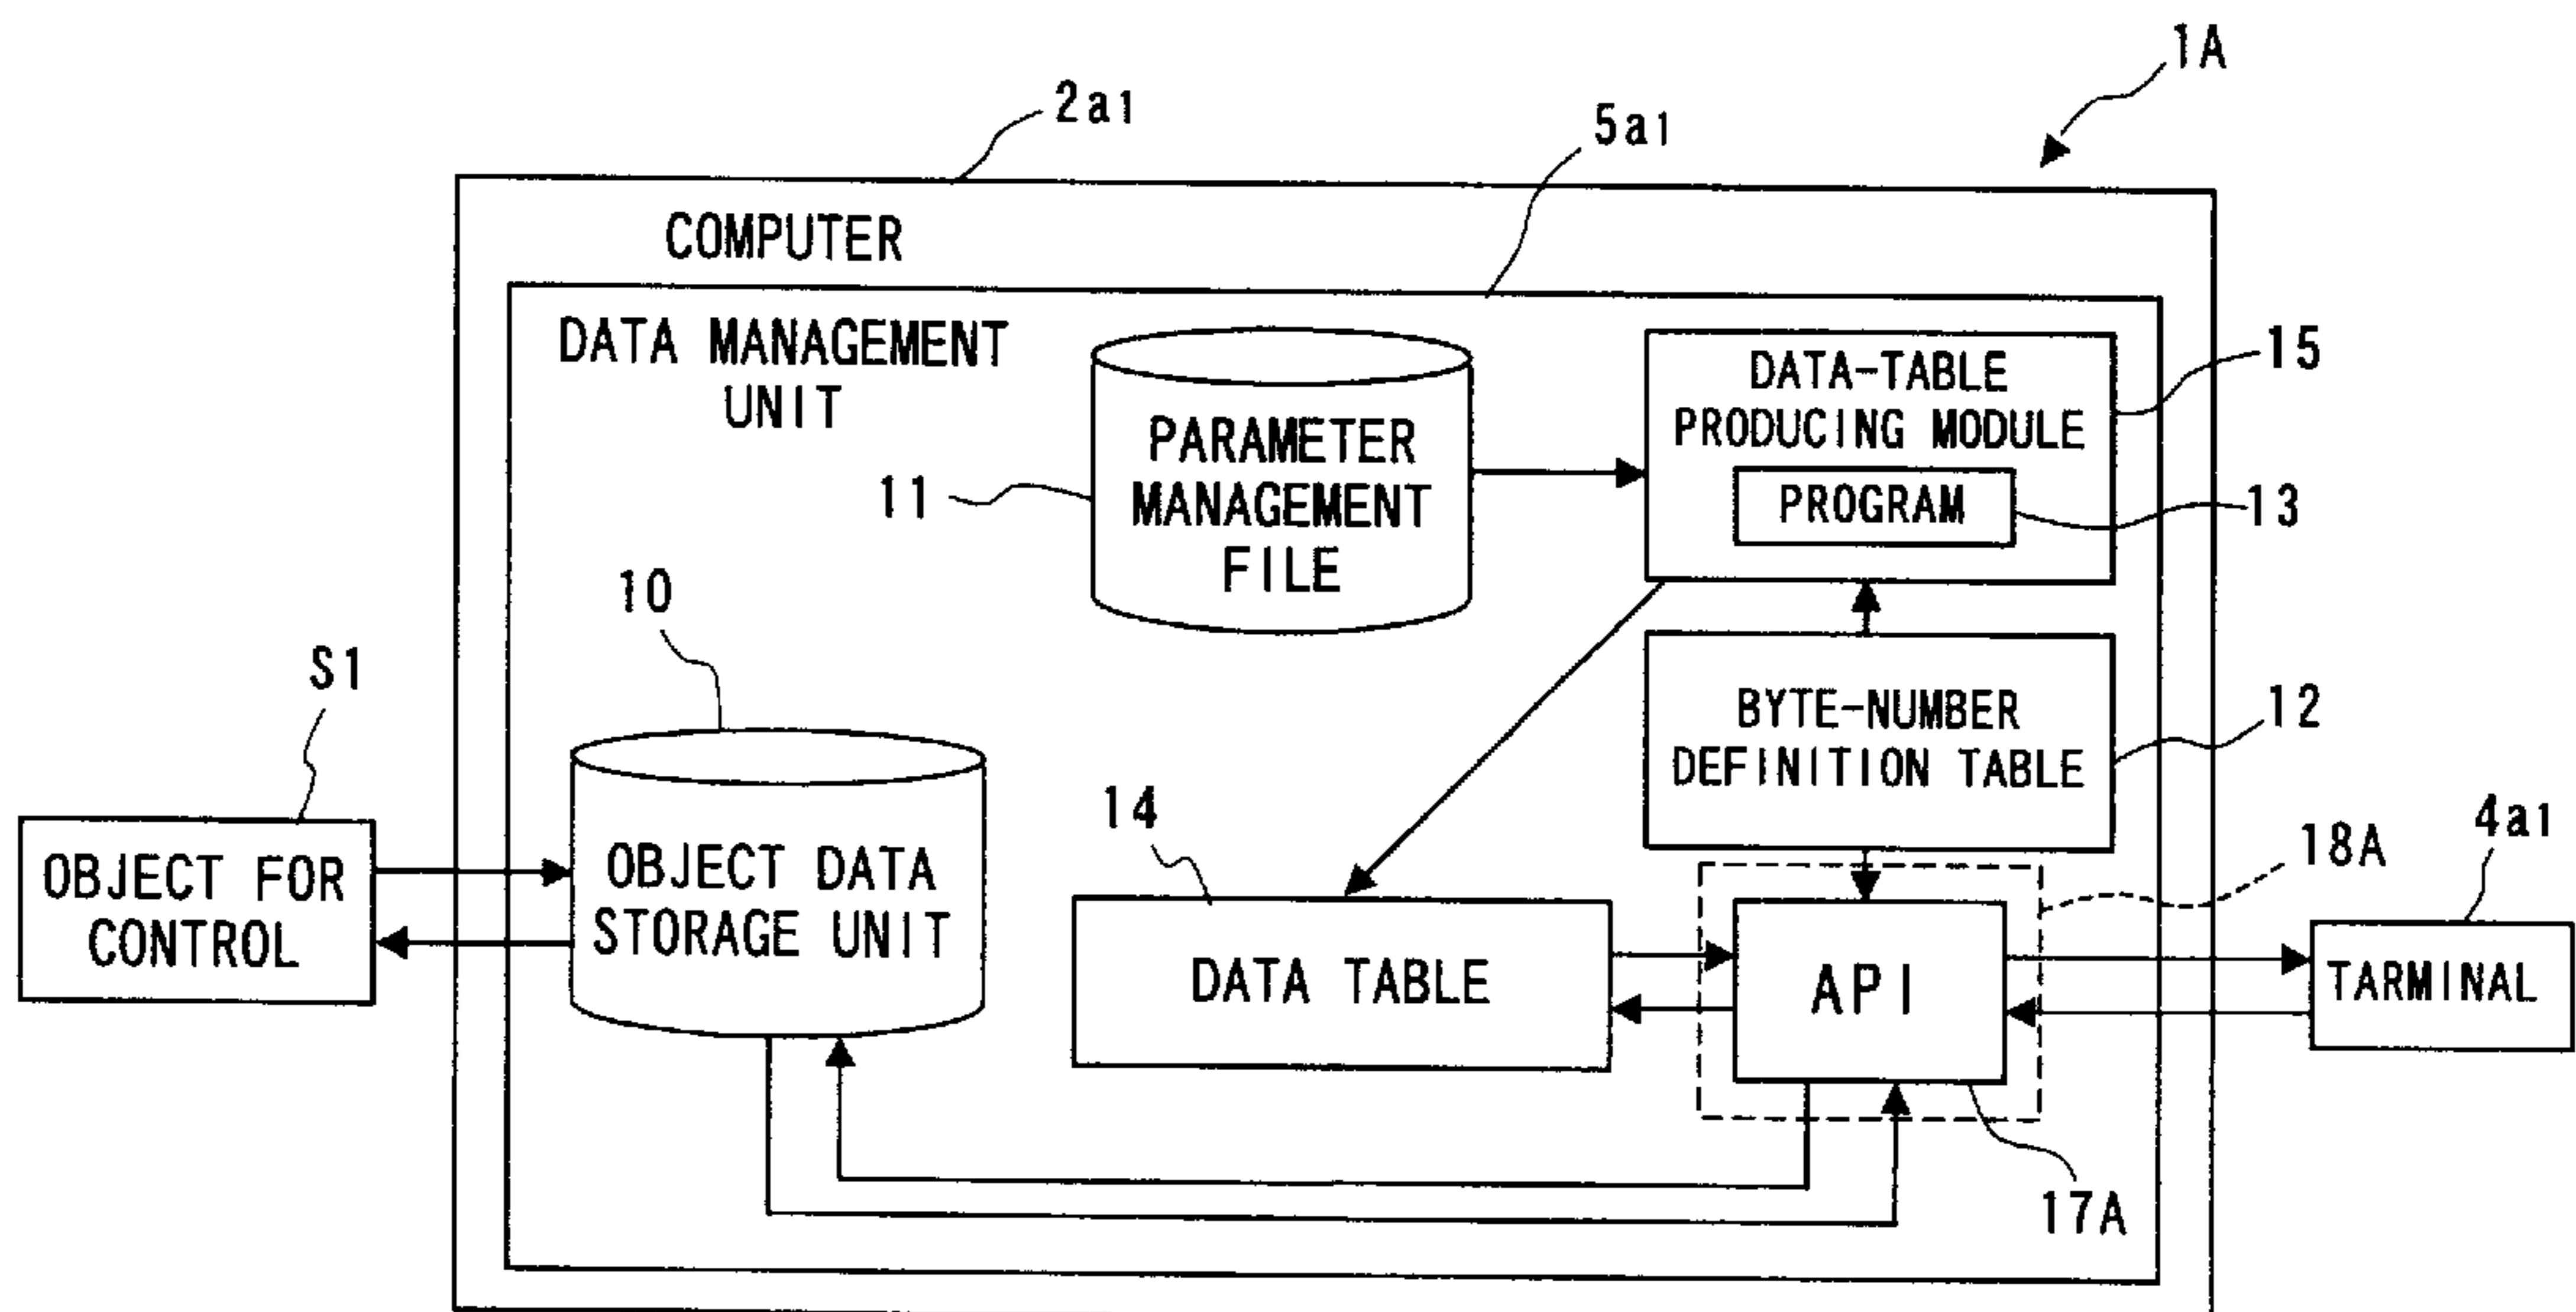 1A
2a1
5a1
COMPUTER
DATA MANAGEMENT
UNIT
PARAMETER
MANAGEMENT
FILE
11
DATA-TABLE
PRODUCING MODULE
PROGRAM
15
13
10
S1
BYTE-NUMBER
DEFINITION TABLE
12
OBJECT FOR
CONTROL
OBJECT DATA
STORAGE UNIT
14
DATA TABLE
API
18A
4a1
TARMINAL
17A